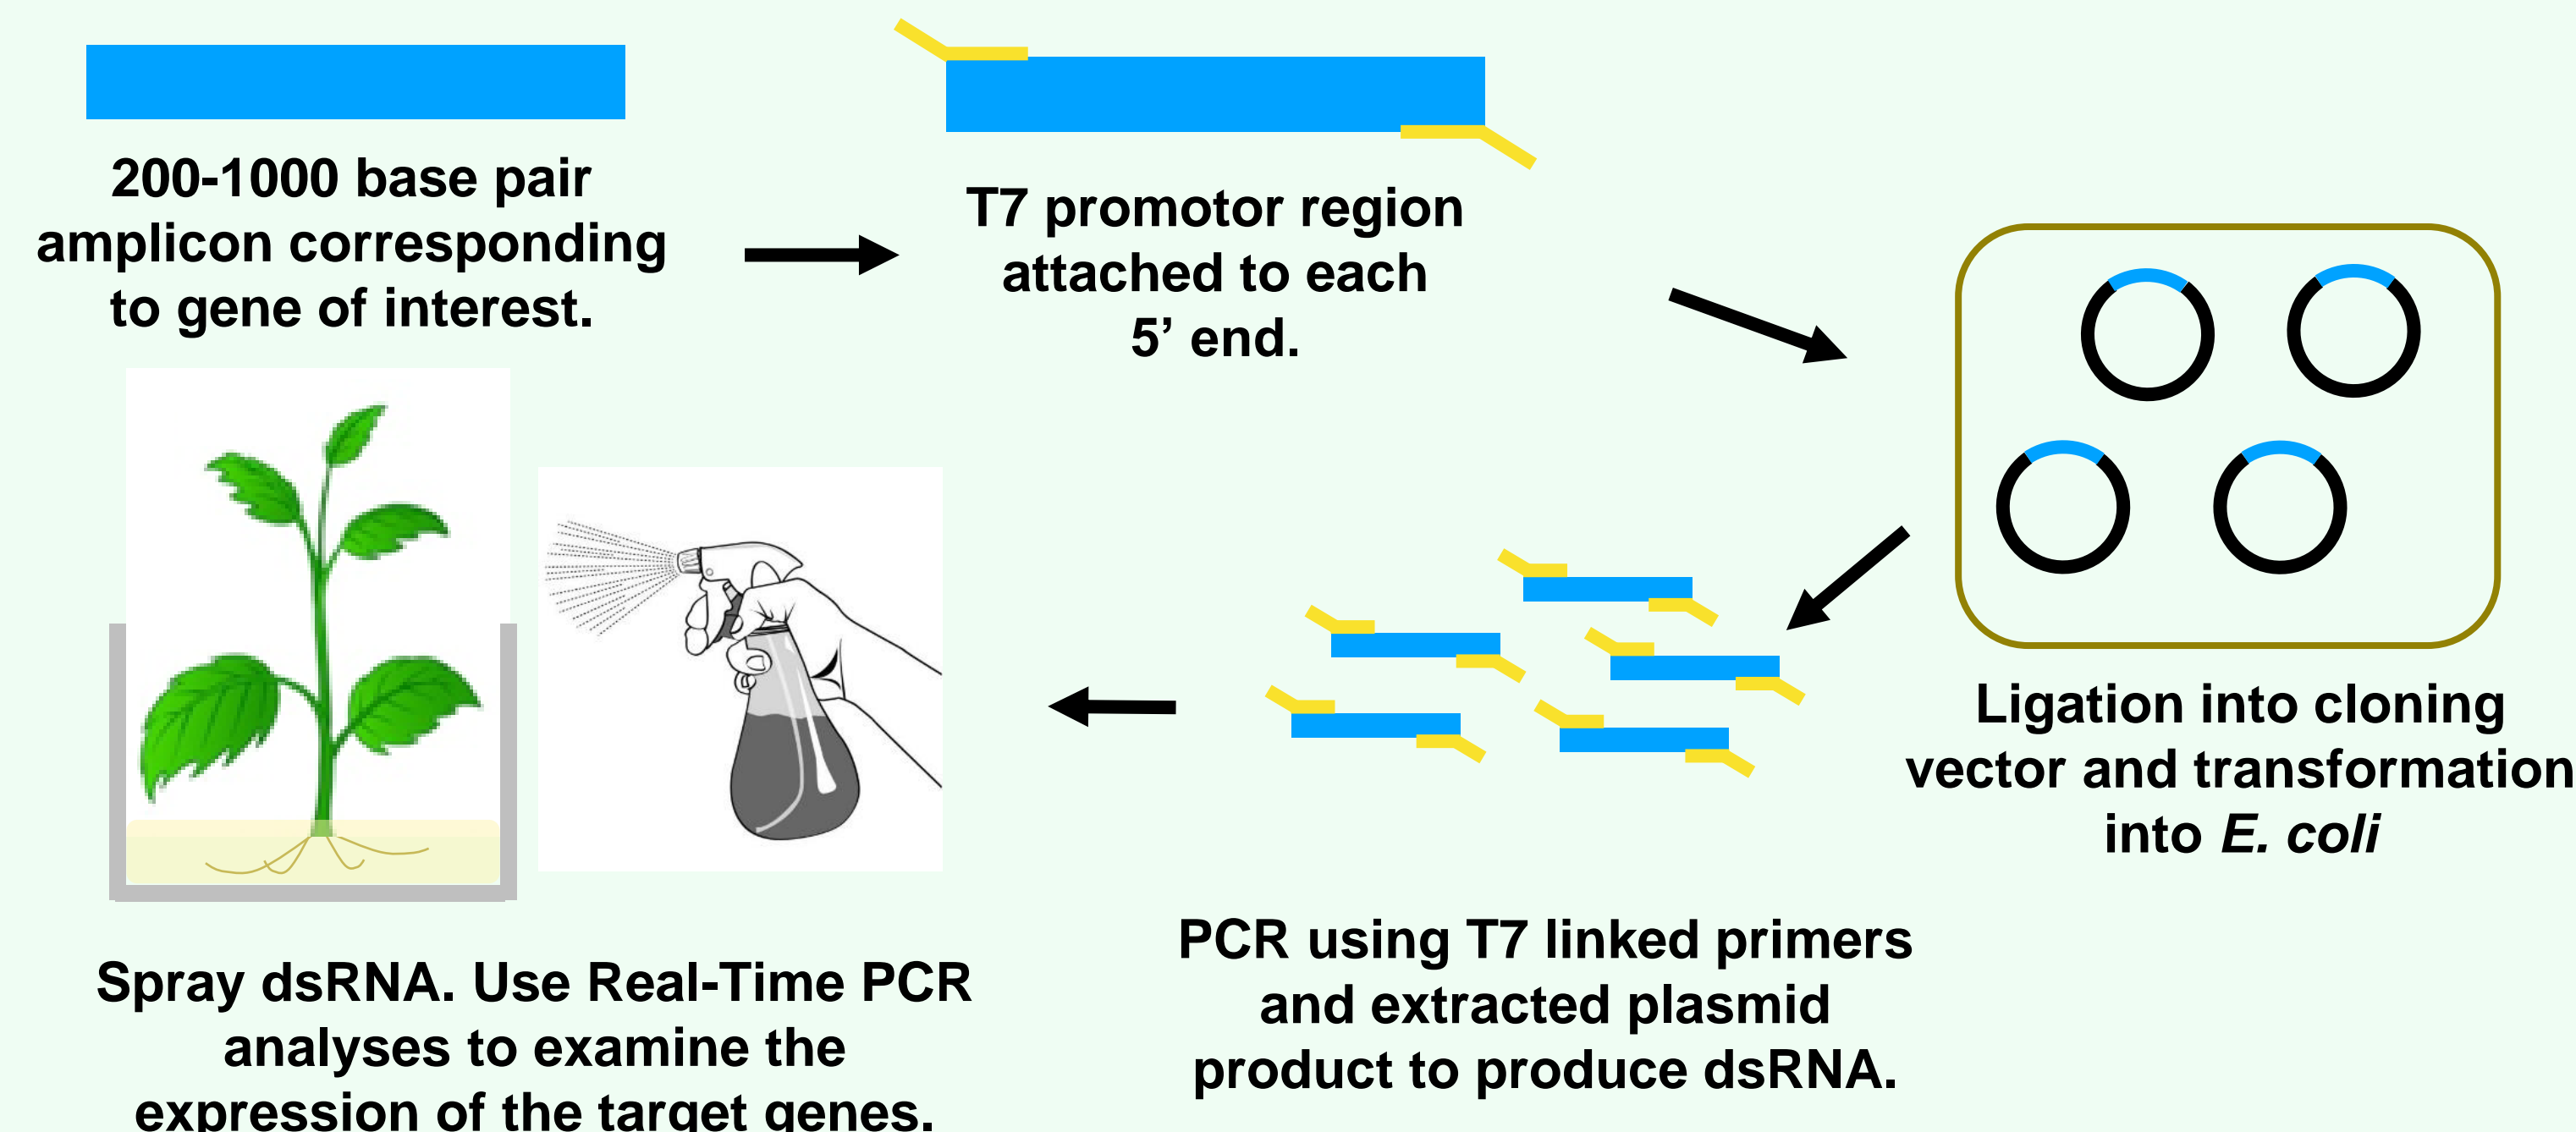 200-1000 base pair
amplicon corresponding
to gene of interest.
T7 promotor region
attached to each
5’ end.
Ligation into cloning
vector and transformation
into E. coli
PCR using T7 linked primers
and extracted plasmid
product to produce dsRNA.
Spray dsRNA. Use Real-Time PCR
analyses to examine the
expression of the target genes.